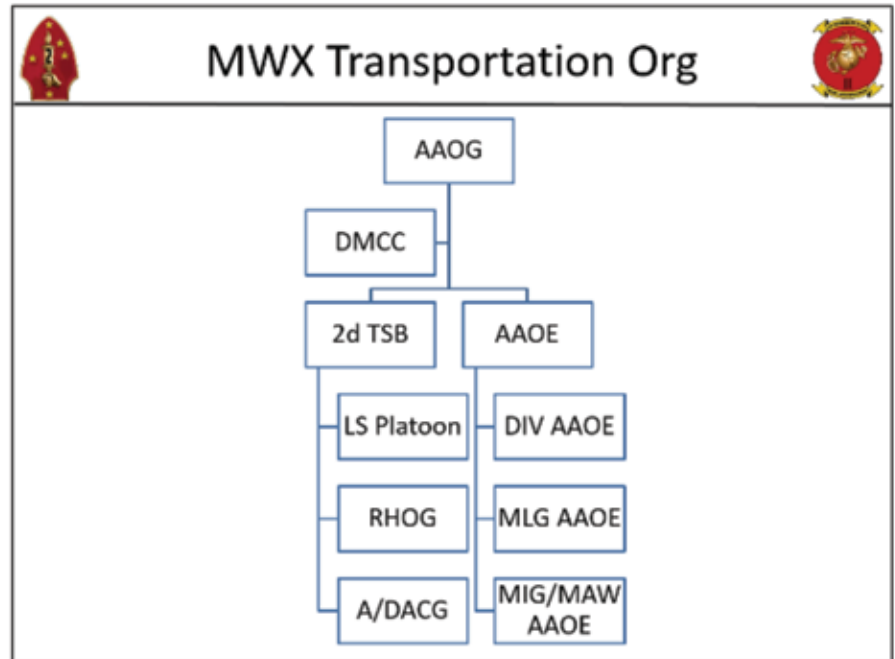 MWX Transportation Org
AAOG
DMCC
2d TSB
AAOE
LS Platoon
DIV AAOE
RHOG
MLG AAOE
A/DACG
MIG/MAW
AAOE